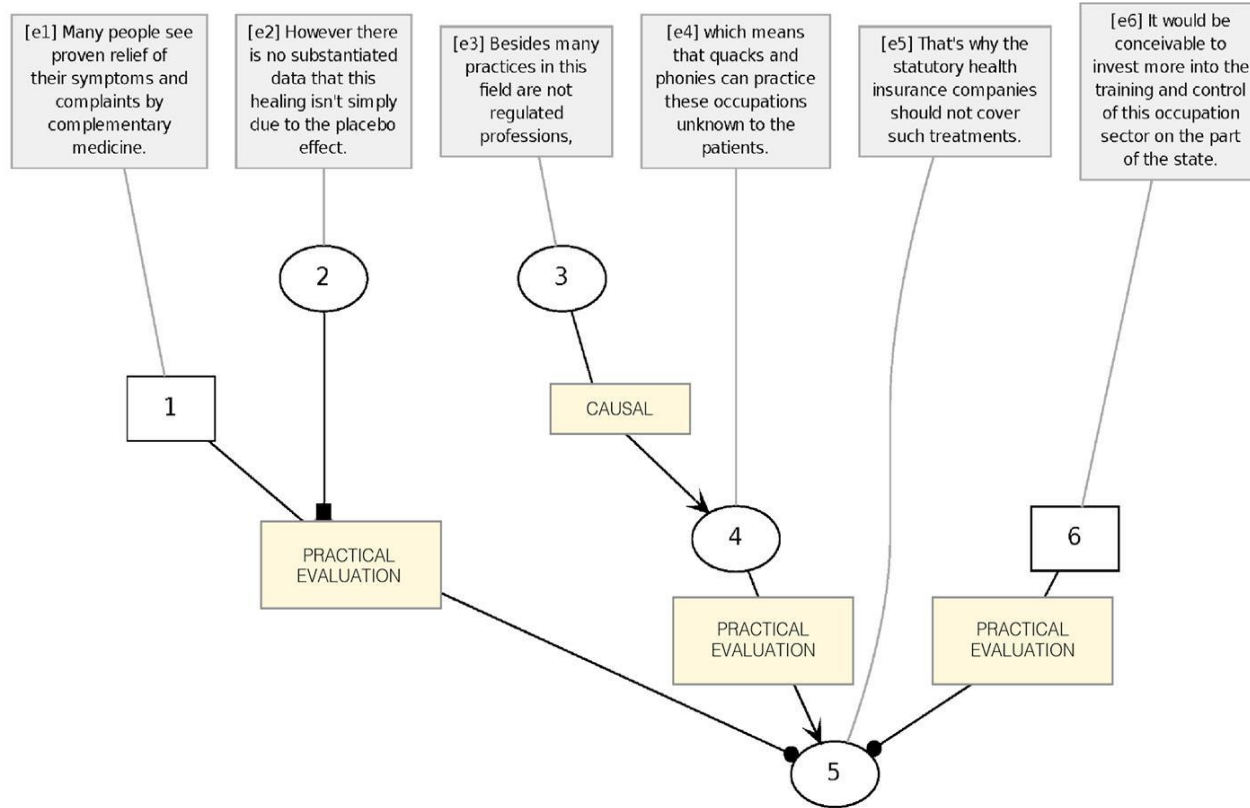 [e1] Many people see
proven relief of
their symptoms and
complaints by
complementary
medicine.
[e2] However there
is no substantiated
data that this
healing isn't simply
due to the placebo
effect.
[e3] Besides many
practices in this
field are not
regulated
professions,
[e4] which means
that quacks and
phonies can practice
these occupations
unknown to the
patients.
[e5] That's why the
statutory health
insurance companies
should not cover
such treatments.
[e6] It would be
conceivable to
invest more into the
training and control
of this occupation
sector on the part
of the state.
2
3
1
CAUSAL
4
6
PRACTICAL
EVALUATION
PRACTICAL
EVALUATION
PRACTICAL
EVALUATION
5